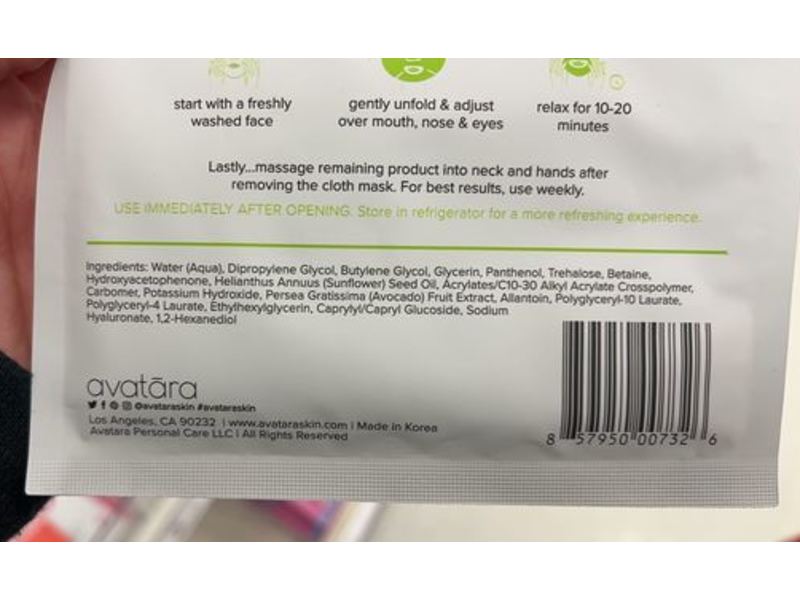 start with a freshly
washed face
gently unfold & adjust
over mouth, nose & eyes
relax for 10-20
minutes
Lastly...massage remaining product into neck and hands after
removing the cloth mask. For best results, use weekly.
USE IMMEDIATELY AFTER OPENING. Store in refrigerator for a more refreshing experience.
Ingredients: Water (Aqua), Dipropylene Glycol, Butylene Glycol, Glycerin, Panthenol, Trehalose, Betaine,
Hydroxyacetophenone, Helianthus Annuus (Sunflower) Seed Oil, Acrylates/C10-30 Alkyl Acrylate Crosspolymer,
Carbomer, Potassium Hydroxide, Persea Gratissima (Avocado) Fruit Extract, Allantoin, Polyglyceryl-10 Laurate,
Polyglyceryl-4 Laurate, Ethylhexylglycerin, Caprylyl/Capryl Glucoside, Sodium
Hyaluronate, 1,2-Hexanediol
avatāra
@avataraskin #avataraskin
Los Angeles, CA 90232 | www.avataraskin.com | Made in Korea
Avatara Personal Care LLC | All Rights Reserved
8 57950 00732 6